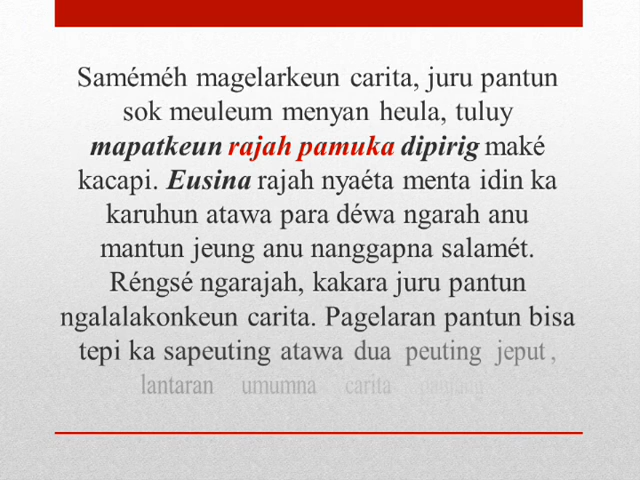 Saméméh magelarkeun carita, juru pantun
sok meuleum menyan heula, tuluy
mapatkeun rajah pamuka dipirig maké
kacapi. Eusina rajah nyaéta menta idin ka
karuhun atawa para déwa ngarah anu
mantun jeung anu nanggapna salamét.
Réngsé ngarajah, kakara juru pantun
ngalalakonkeun carita. Pagelaran pantun bisa
tepi ka sapeuting atawa dua peuting jeput,
lantaran umumna carita